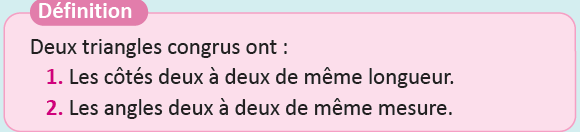 Définition
Deux triangles congrus ont :
1. Les côtés deux à deux de même longueur.
2. Les angles deux à deux de même mesure.